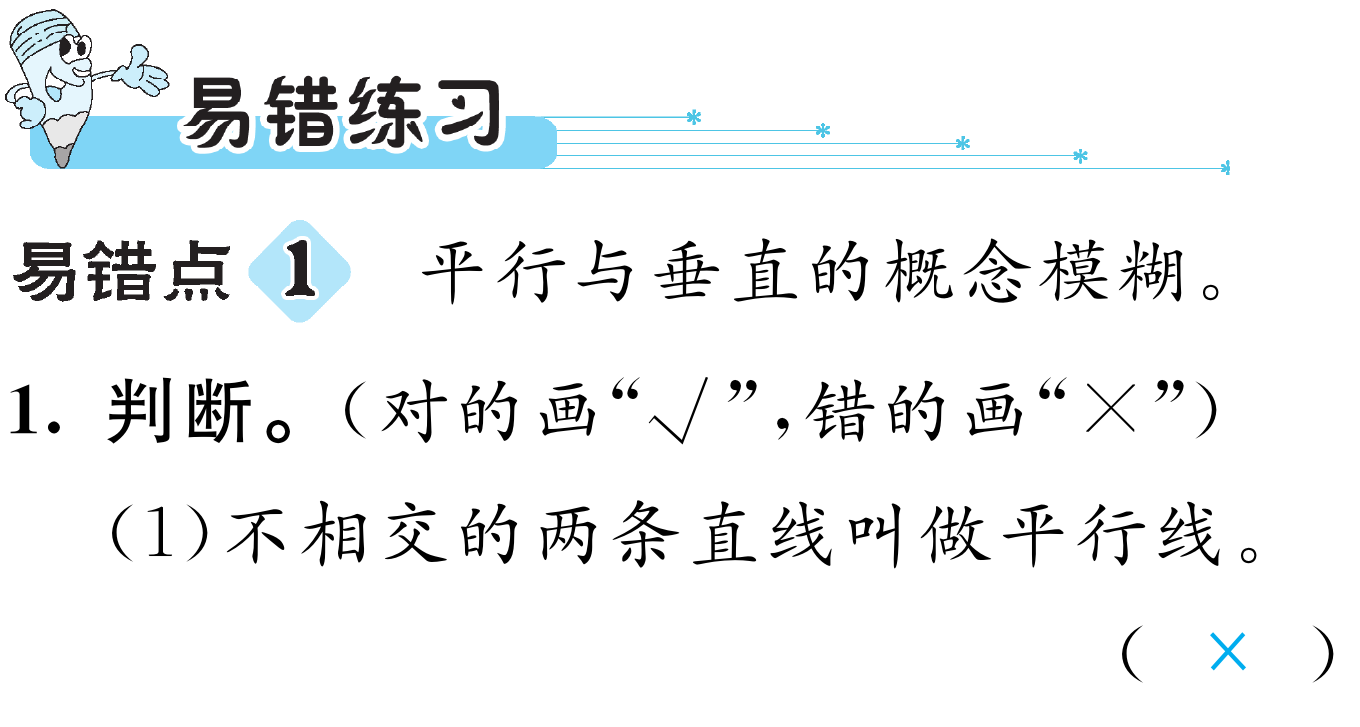 易错练习
易错点 1 平行与垂直的概念模糊。
1. 判断。(对的画“√”,错的画“×”)
(1)不相交的两条直线叫做平行线。
( × )